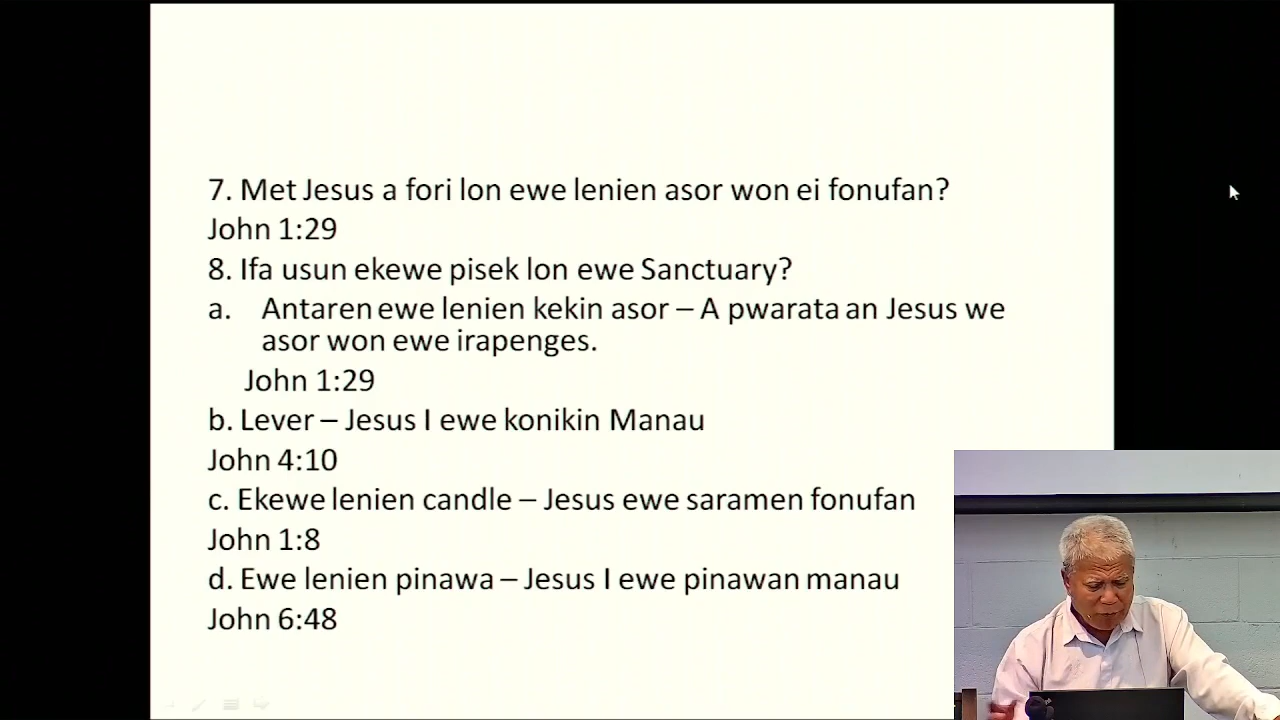 7. Met Jesus a fori lon ewe lenien asor won ei fonufan?
John 1:29
8. Ifa usun ekewe pisek lon ewe Sanctuary?
a. Antaren ewe lenien kekin asor – A pwarata an Jesus we
asor won ewe irapenges.
John 1:29
b. Lever – Jesus I ewe konikin Manau
John 4:10
c. Ekewe lenien candle – Jesus ewe saramen fonufan
John 1:8
d. Ewe lenien pinawa – Jesus I ewe pinawan manau
John 6:48